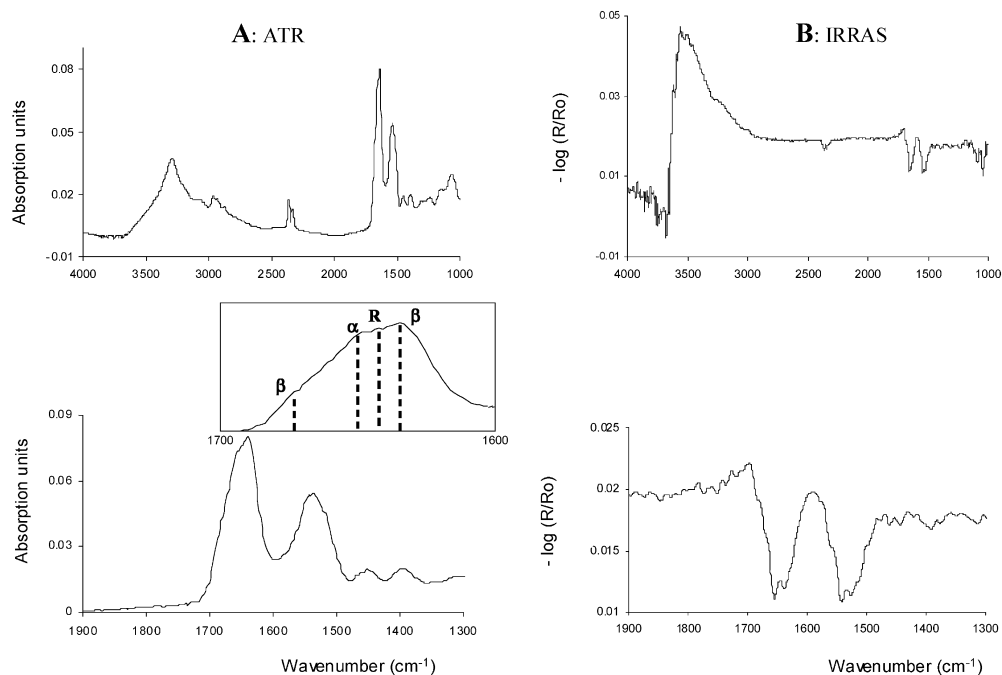 A: ATR
Absorption units
0.08
0.05
0.02
-0.01
4000 3500 3000 2500 2000 1500 1000
B: IRRAS
- log (R/Ro)
0.05
0.03
0.01
-0.01
4000 3500 3000 2500 2000 1500 1000
β α R β
1700 1600
Absorption units
0.09
0.06
0.03
0
1900 1800 1700 1600 1500 1400 1300
Wavenumber (cm-1)
- log (R/Ro)
0.025
0.02
0.015
0.01
1900 1800 1700 1600 1500 1400 1300
Wavenumber (cm-1)